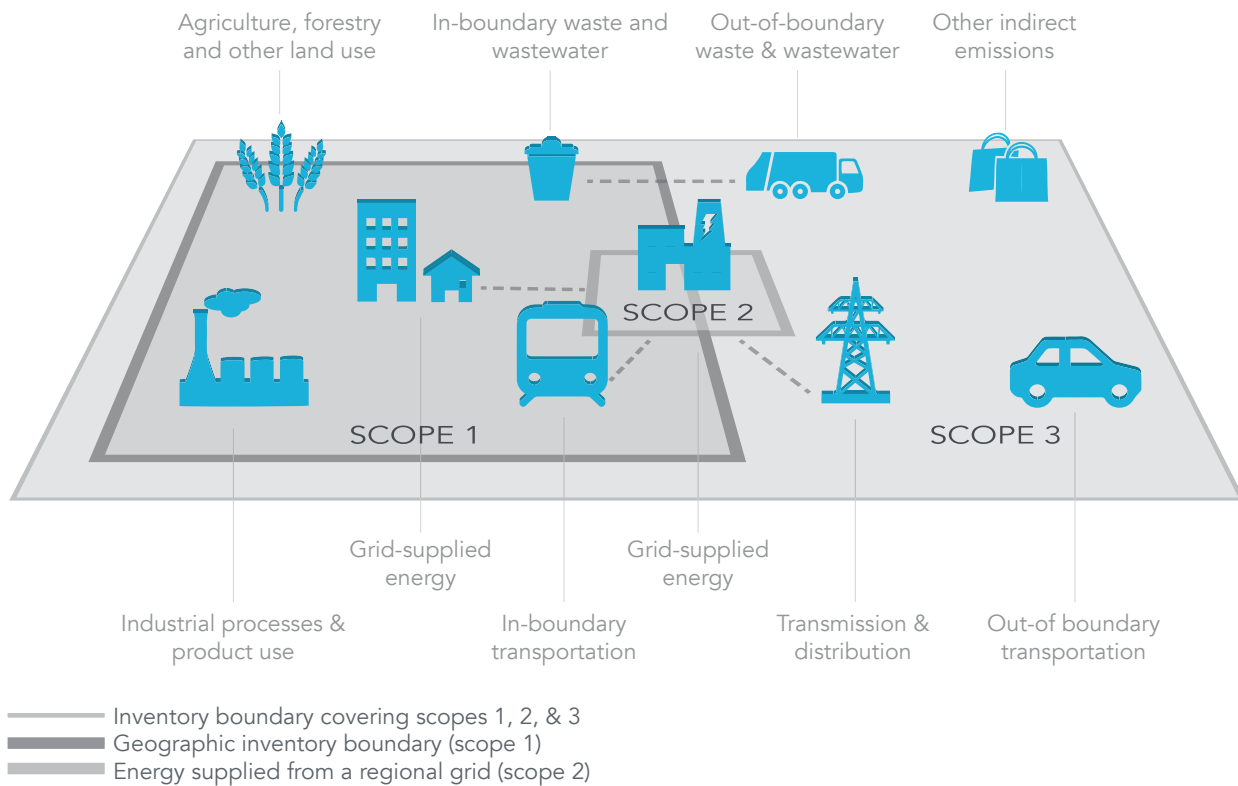 Agriculture, forestry
and other land use
In-boundary waste and
wastewater
Out-of-boundary
waste & wastewater
Other indirect
emissions
SCOPE 2
SCOPE 1
SCOPE 3
Grid-supplied
energy
Grid-supplied
energy
Industrial processes &
product use
In-boundary
transportation
Transmission &
distribution
Out-of boundary
transportation
Inventory boundary covering scopes 1, 2, & 3
Geographic inventory boundary (scope 1)
Energy supplied from a regional grid (scope 2)